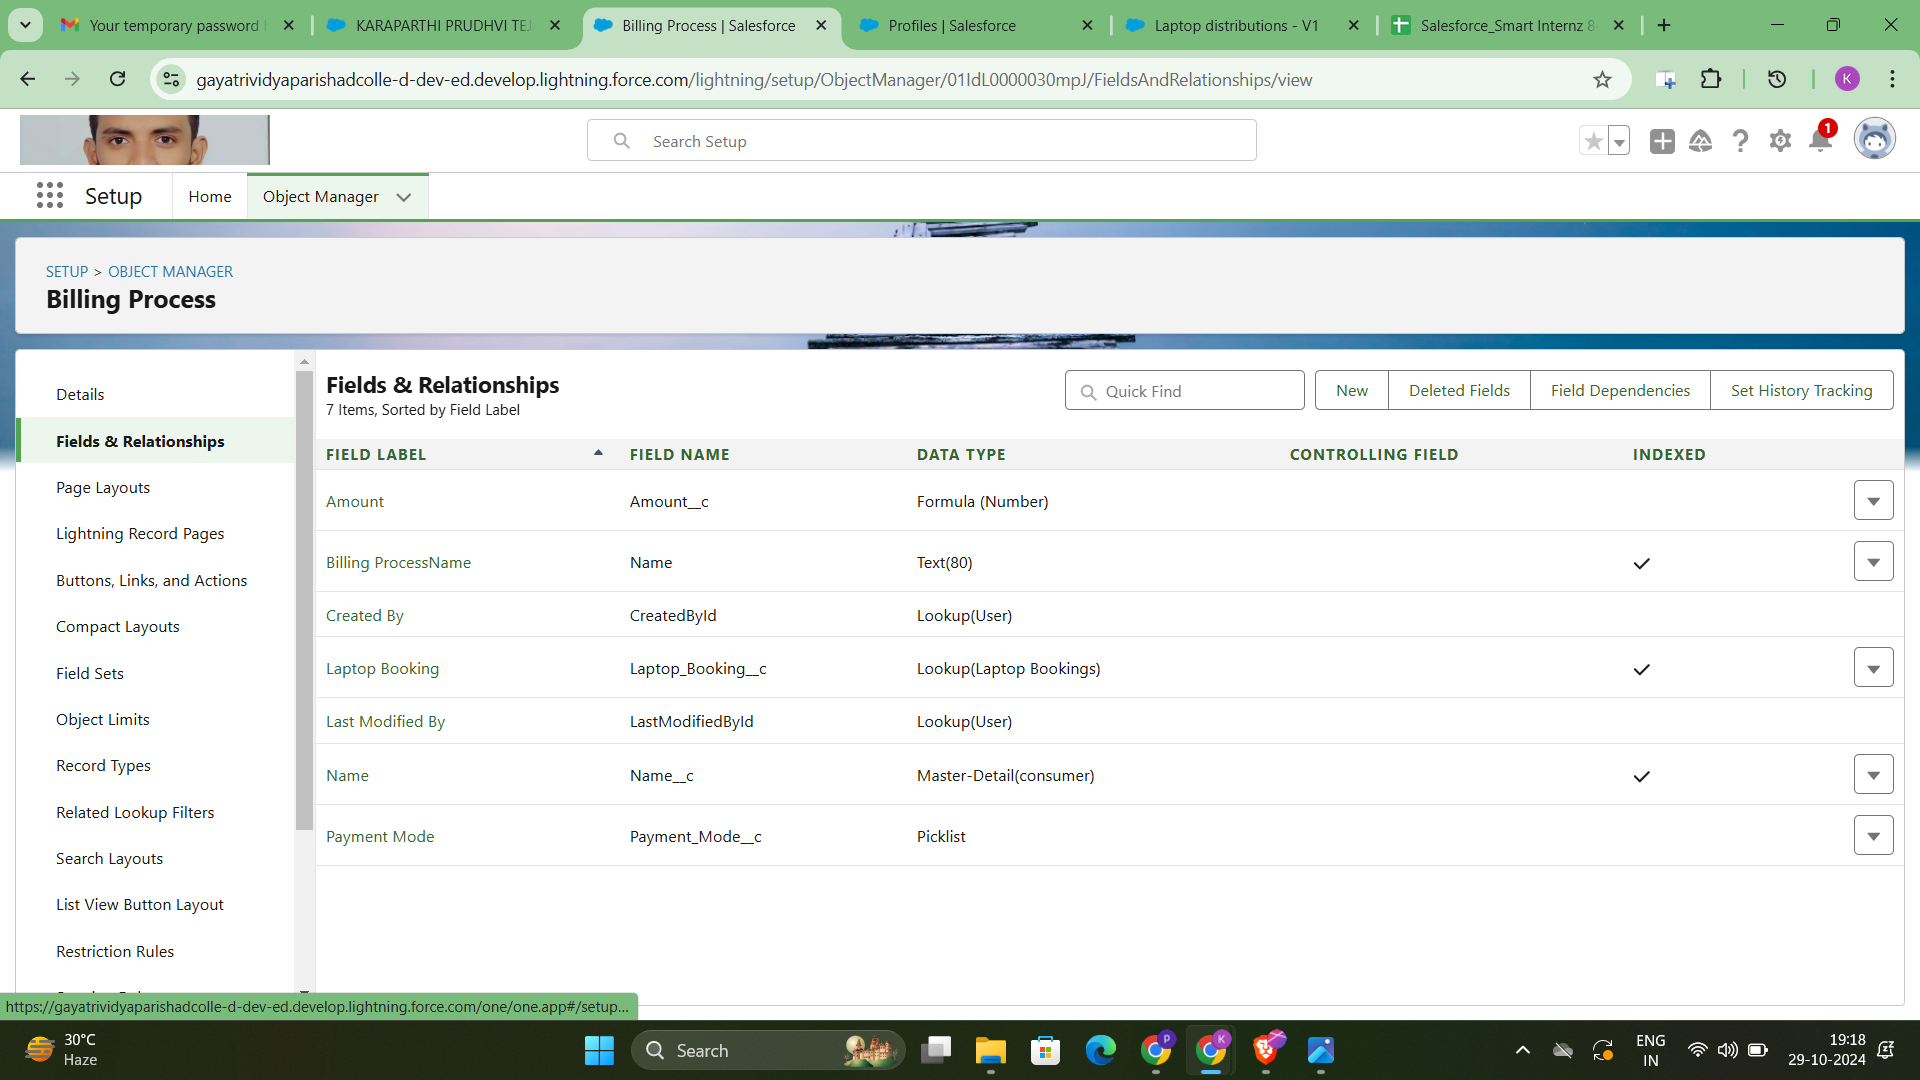 Your temporary password
KARAPARTHI PRUDHVI TEJ
Billing Process | Salesforce
Profiles | Salesforce
Laptop distributions - V1
Salesforce_Smart Internz 8
gayatrividyaparishadcolle-d-dev-ed.develop.lightning.force.com/lightning/setup/ObjectManager/01IdL0000030mpJ/FieldsAndRelationships/view
K
Search Setup
1
Setup
Home
Object Manager
SETUP > OBJECT MANAGER
Billing Process
Details
Fields & Relationships
Page Layouts
Lightning Record Pages
Buttons, Links, and Actions
Compact Layouts
Field Sets
Object Limits
Record Types
Related Lookup Filters
Search Layouts
List View Button Layout
Restriction Rules
Fields & Relationships
7 Items, Sorted by Field Label
Quick Find
New
Deleted Fields
Field Dependencies
Set History Tracking
FIELD LABEL FIELD NAME DATA TYPE CONTROLLING FIELD INDEXED
Amount Amount__c Formula (Number)
Billing ProcessName Name Text(80)
Created By CreatedById Lookup(User)
Laptop Booking Laptop_Booking__c Lookup(Laptop Bookings)
Last Modified By LastModifiedById Lookup(User)
Name Name__c Master-Detail(consumer)
Payment Mode Payment_Mode__c Picklist
https://gayatrividyaparishadcolle-d-dev-ed.develop.lightning.force.com/one/one.app#/setup...
30°C
Haze
Search
P
K
ENG
IN
19:18
29-10-2024